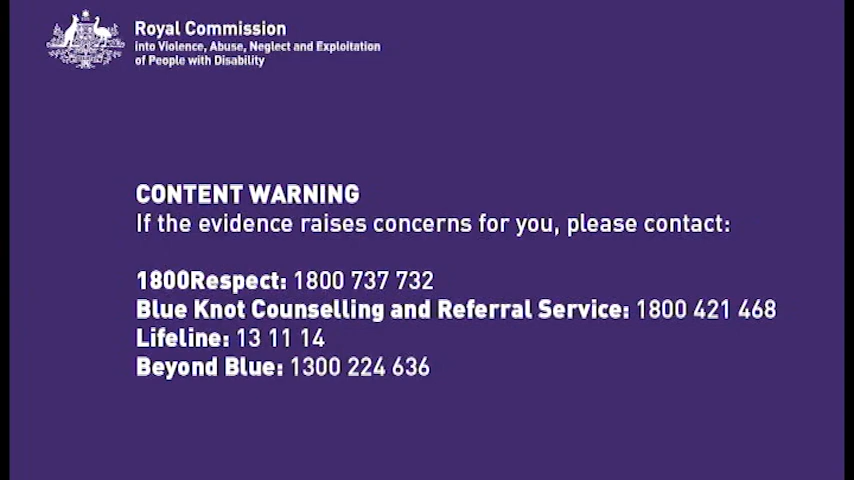 Royal Commission
into Violence, Abuse, Neglect and Exploitation
of People with Disability
CONTENT WARNING
If the evidence raises concerns for you, please contact:
1800Respect: 1800 737 732
Blue Knot Counselling and Referral Service: 1800 421 468
Lifeline: 13 11 14
Beyond Blue: 1300 224 636